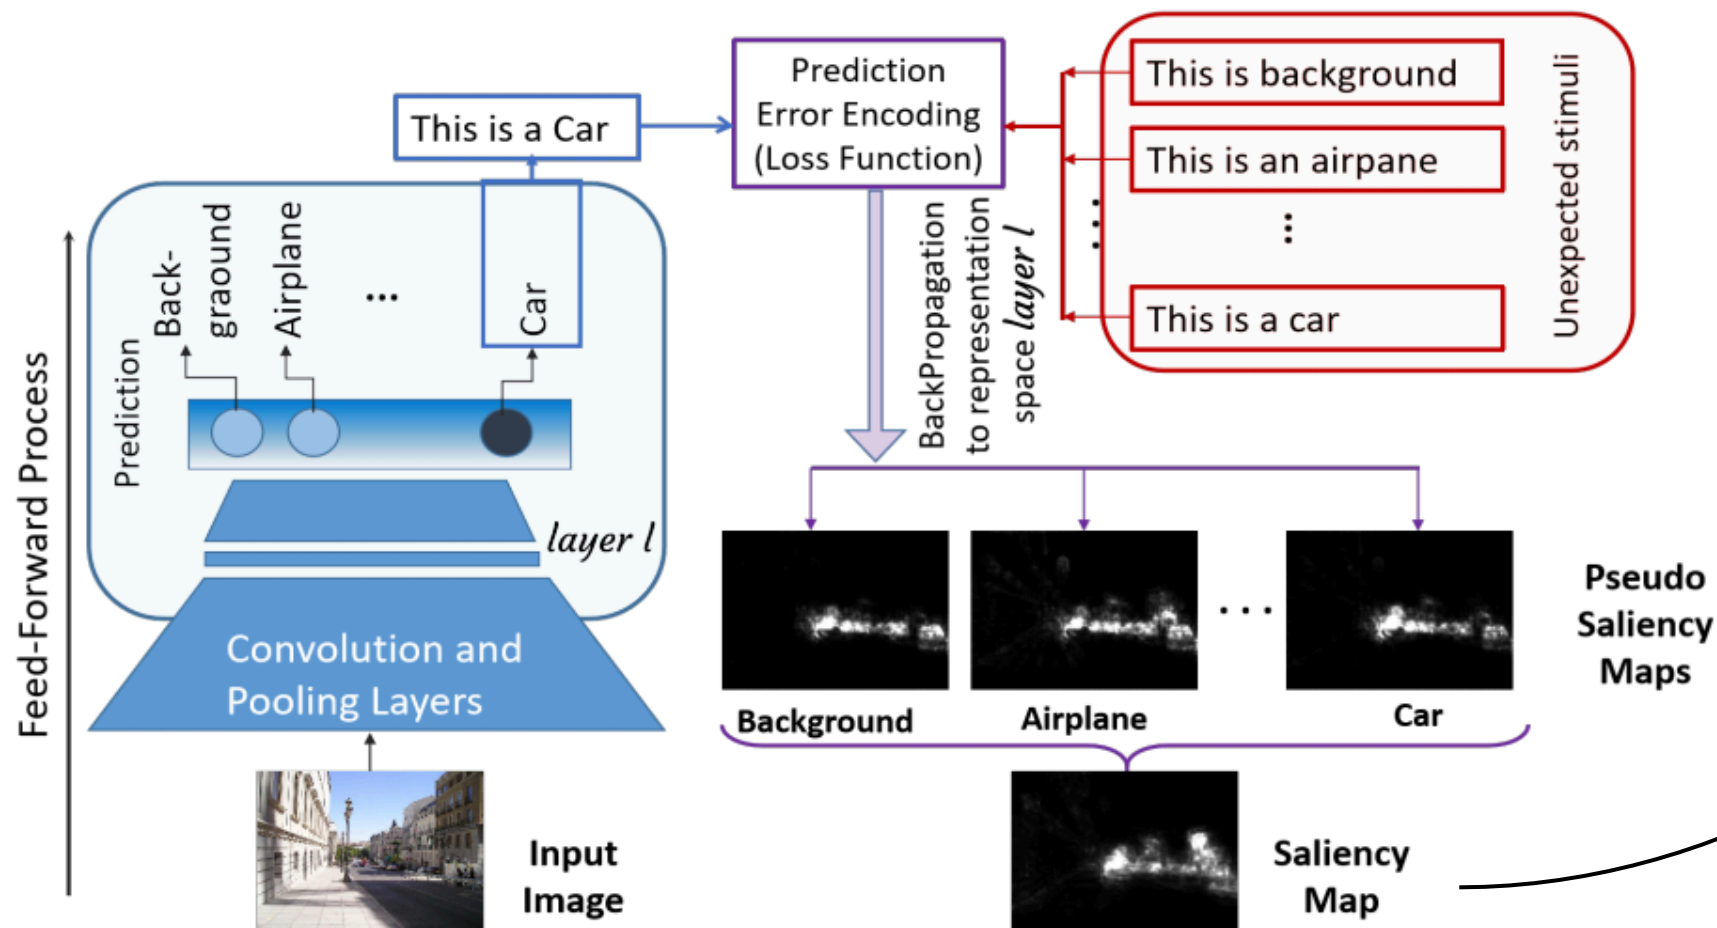 This is a Car
Prediction
Error Encoding
(Loss Function)
This is background
This is an airpane
...
This is a car
Unexpected stimuli
...
Feed-Forward Process
Prediction
Back-
graound
Airplane
...
Car
layer l
Convolution and
Pooling Layers
Input
Image
BackPropagation
to representation
space layer l
...
Pseudo
Saliency
Maps
Background
Airplane
Car
Saliency
Map